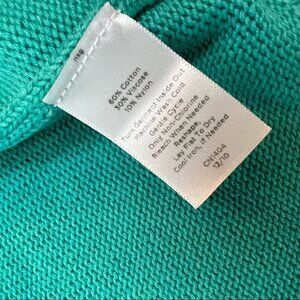 60% Cotton
30% Viscose
10% Nylon
Turn Garment Inside Out
Machine Wash Cold
Gentle Cycle
Only Non-Chlorine
Bleach When Needed
Reshape,
Lay Flat To Dry
Cool Iron, if Needed
CN1404
12/10